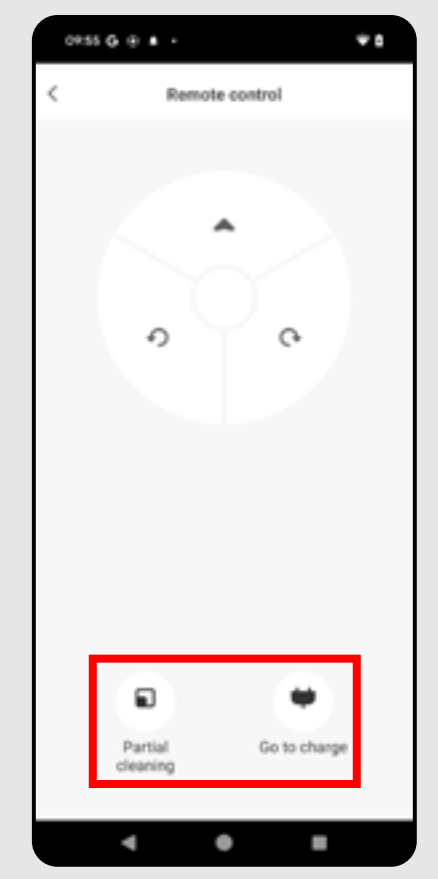 09:55 G
Remote control
Partial
cleaning
Go to charge